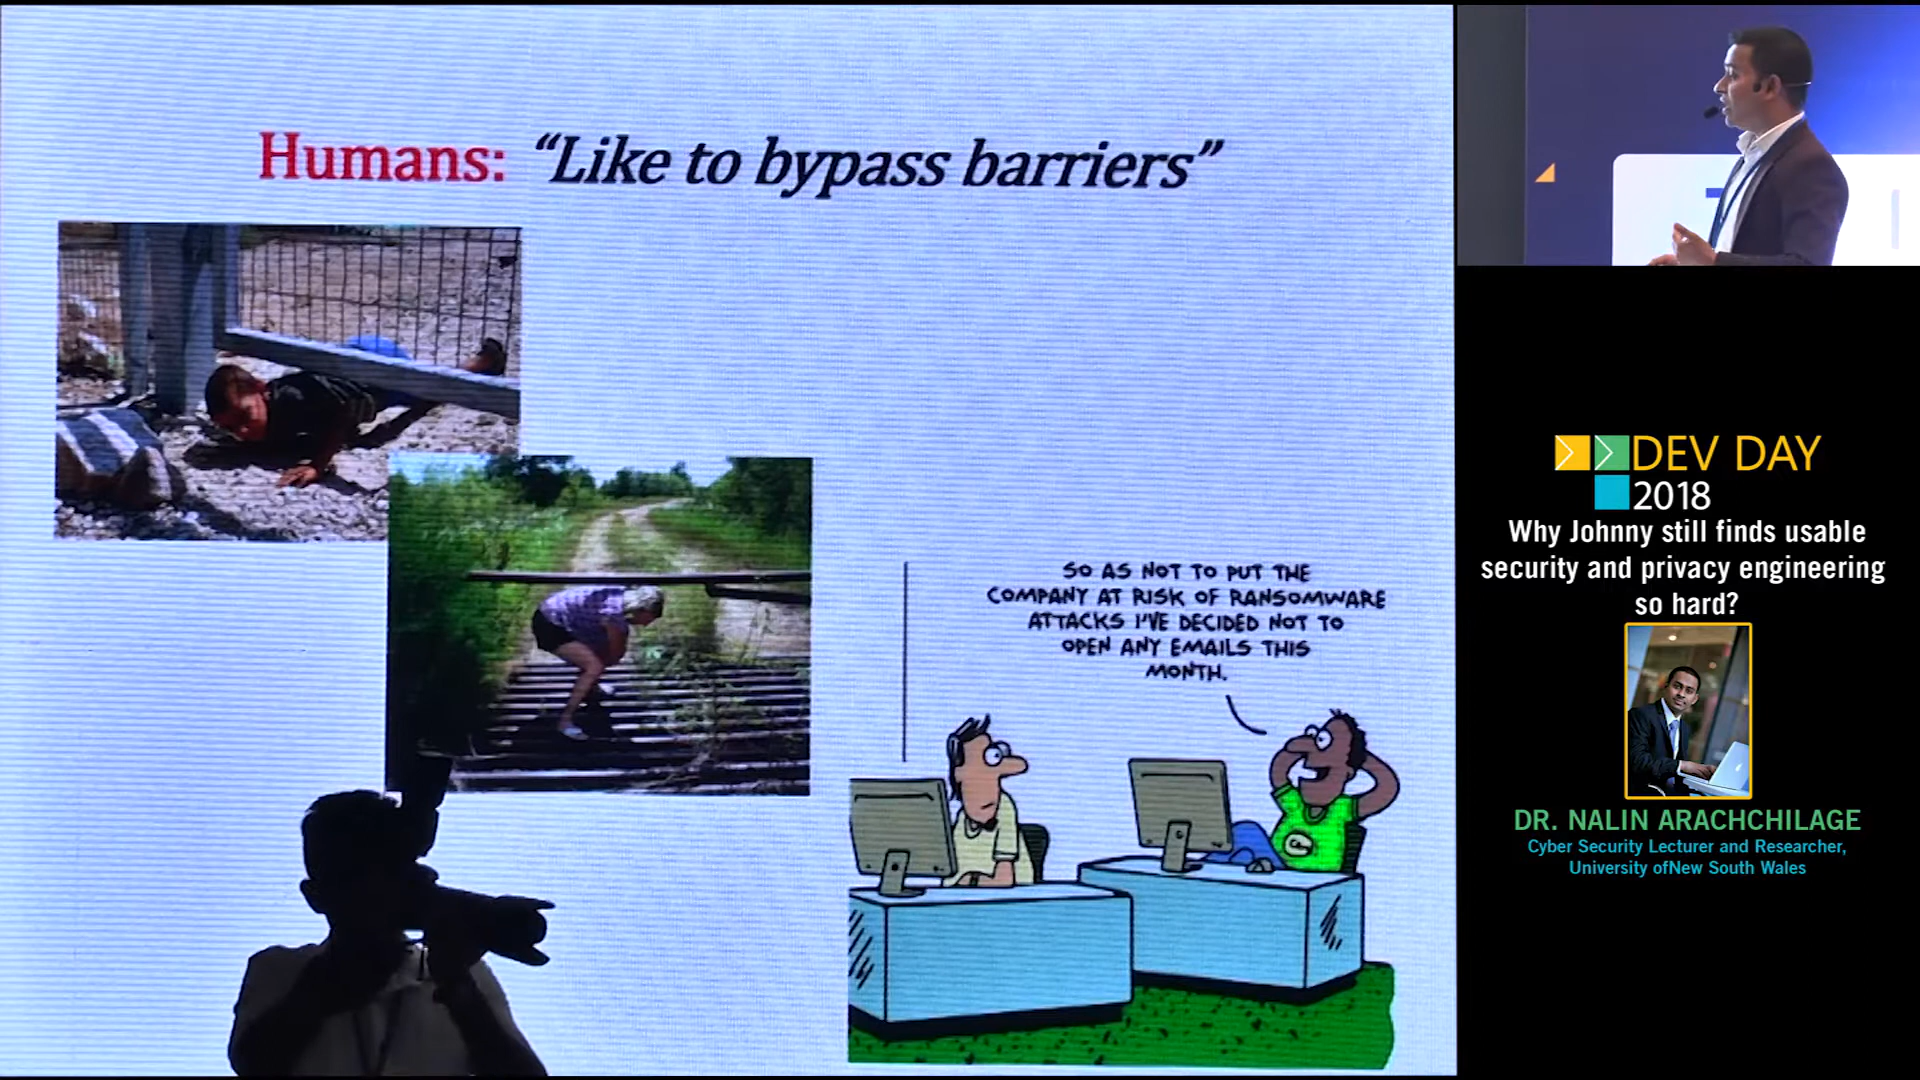 Humans: “Like to bypass barriers”
SO AS NOT TO PUT THE
COMPANY AT RISK OF RANSOMWARE
ATTACKS I'VE DECIDED NOT TO
OPEN ANY EMAILS THIS
MONTH.
DEV DAY
2018
Why Johnny still finds usable
security and privacy engineering
so hard?
DR. NALIN ARACHCHILAGE
Cyber Security Lecturer and Researcher,
University ofNew South Wales